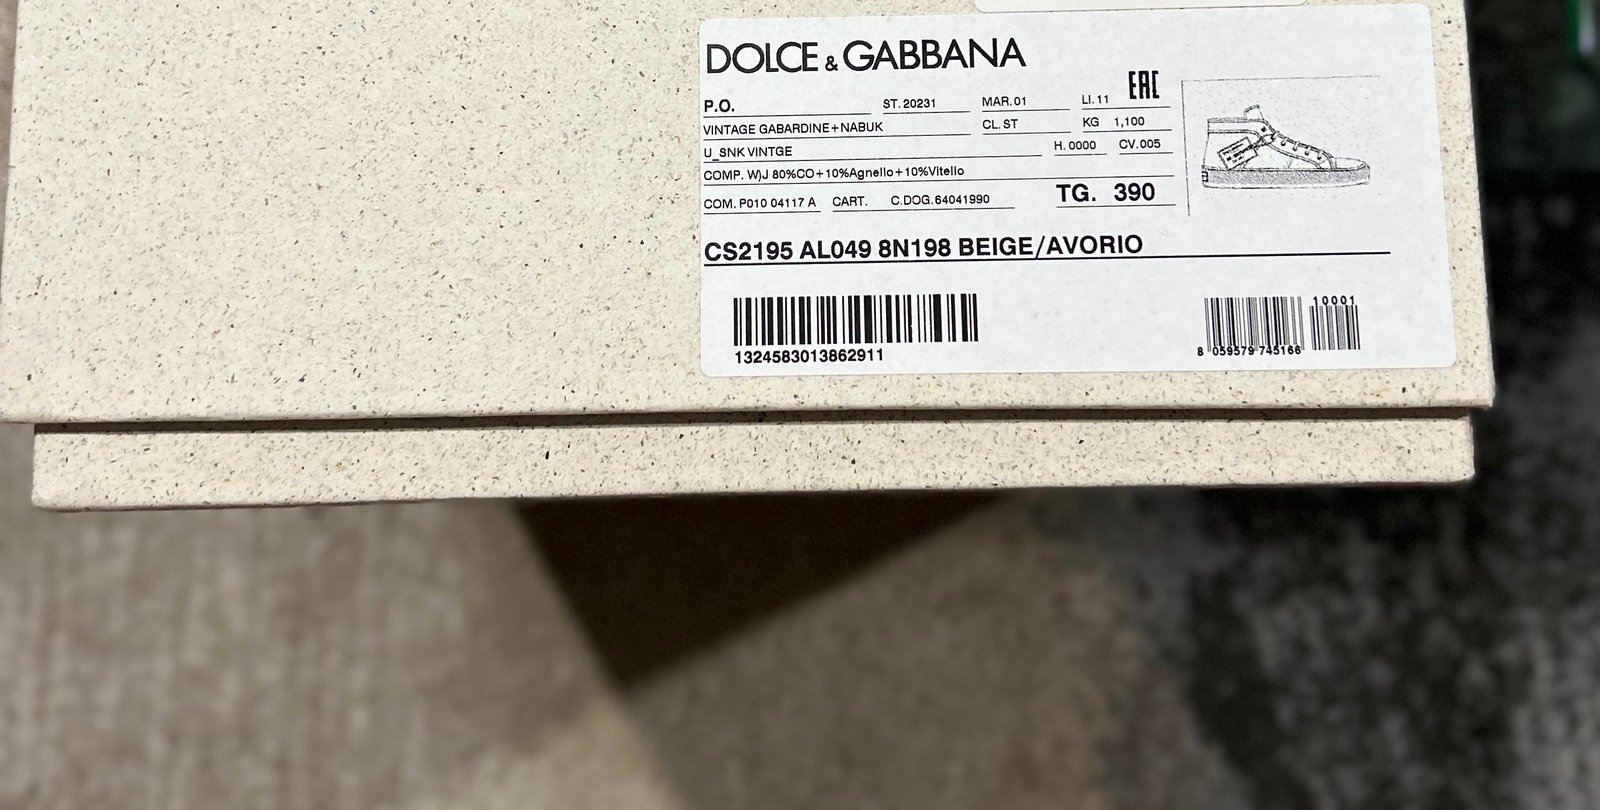 DOLCE & GABBANA
P.O. ST. 20231 MAR. 01 LI. 11 EAC
VINTAGE GABARDINE+NABUK CL. ST KG 1,100
U_SNK VINTGE H. 0000 CV. 005
COMP. W)J 80%CO+10%Agnello+10%Vitello
COM. P010 04117 A CART. C.DOG.64041990 TG. 390
CS2195 AL049 8N198 BEIGE/AVORIO
10001
1324583013862911
8 059579 745166